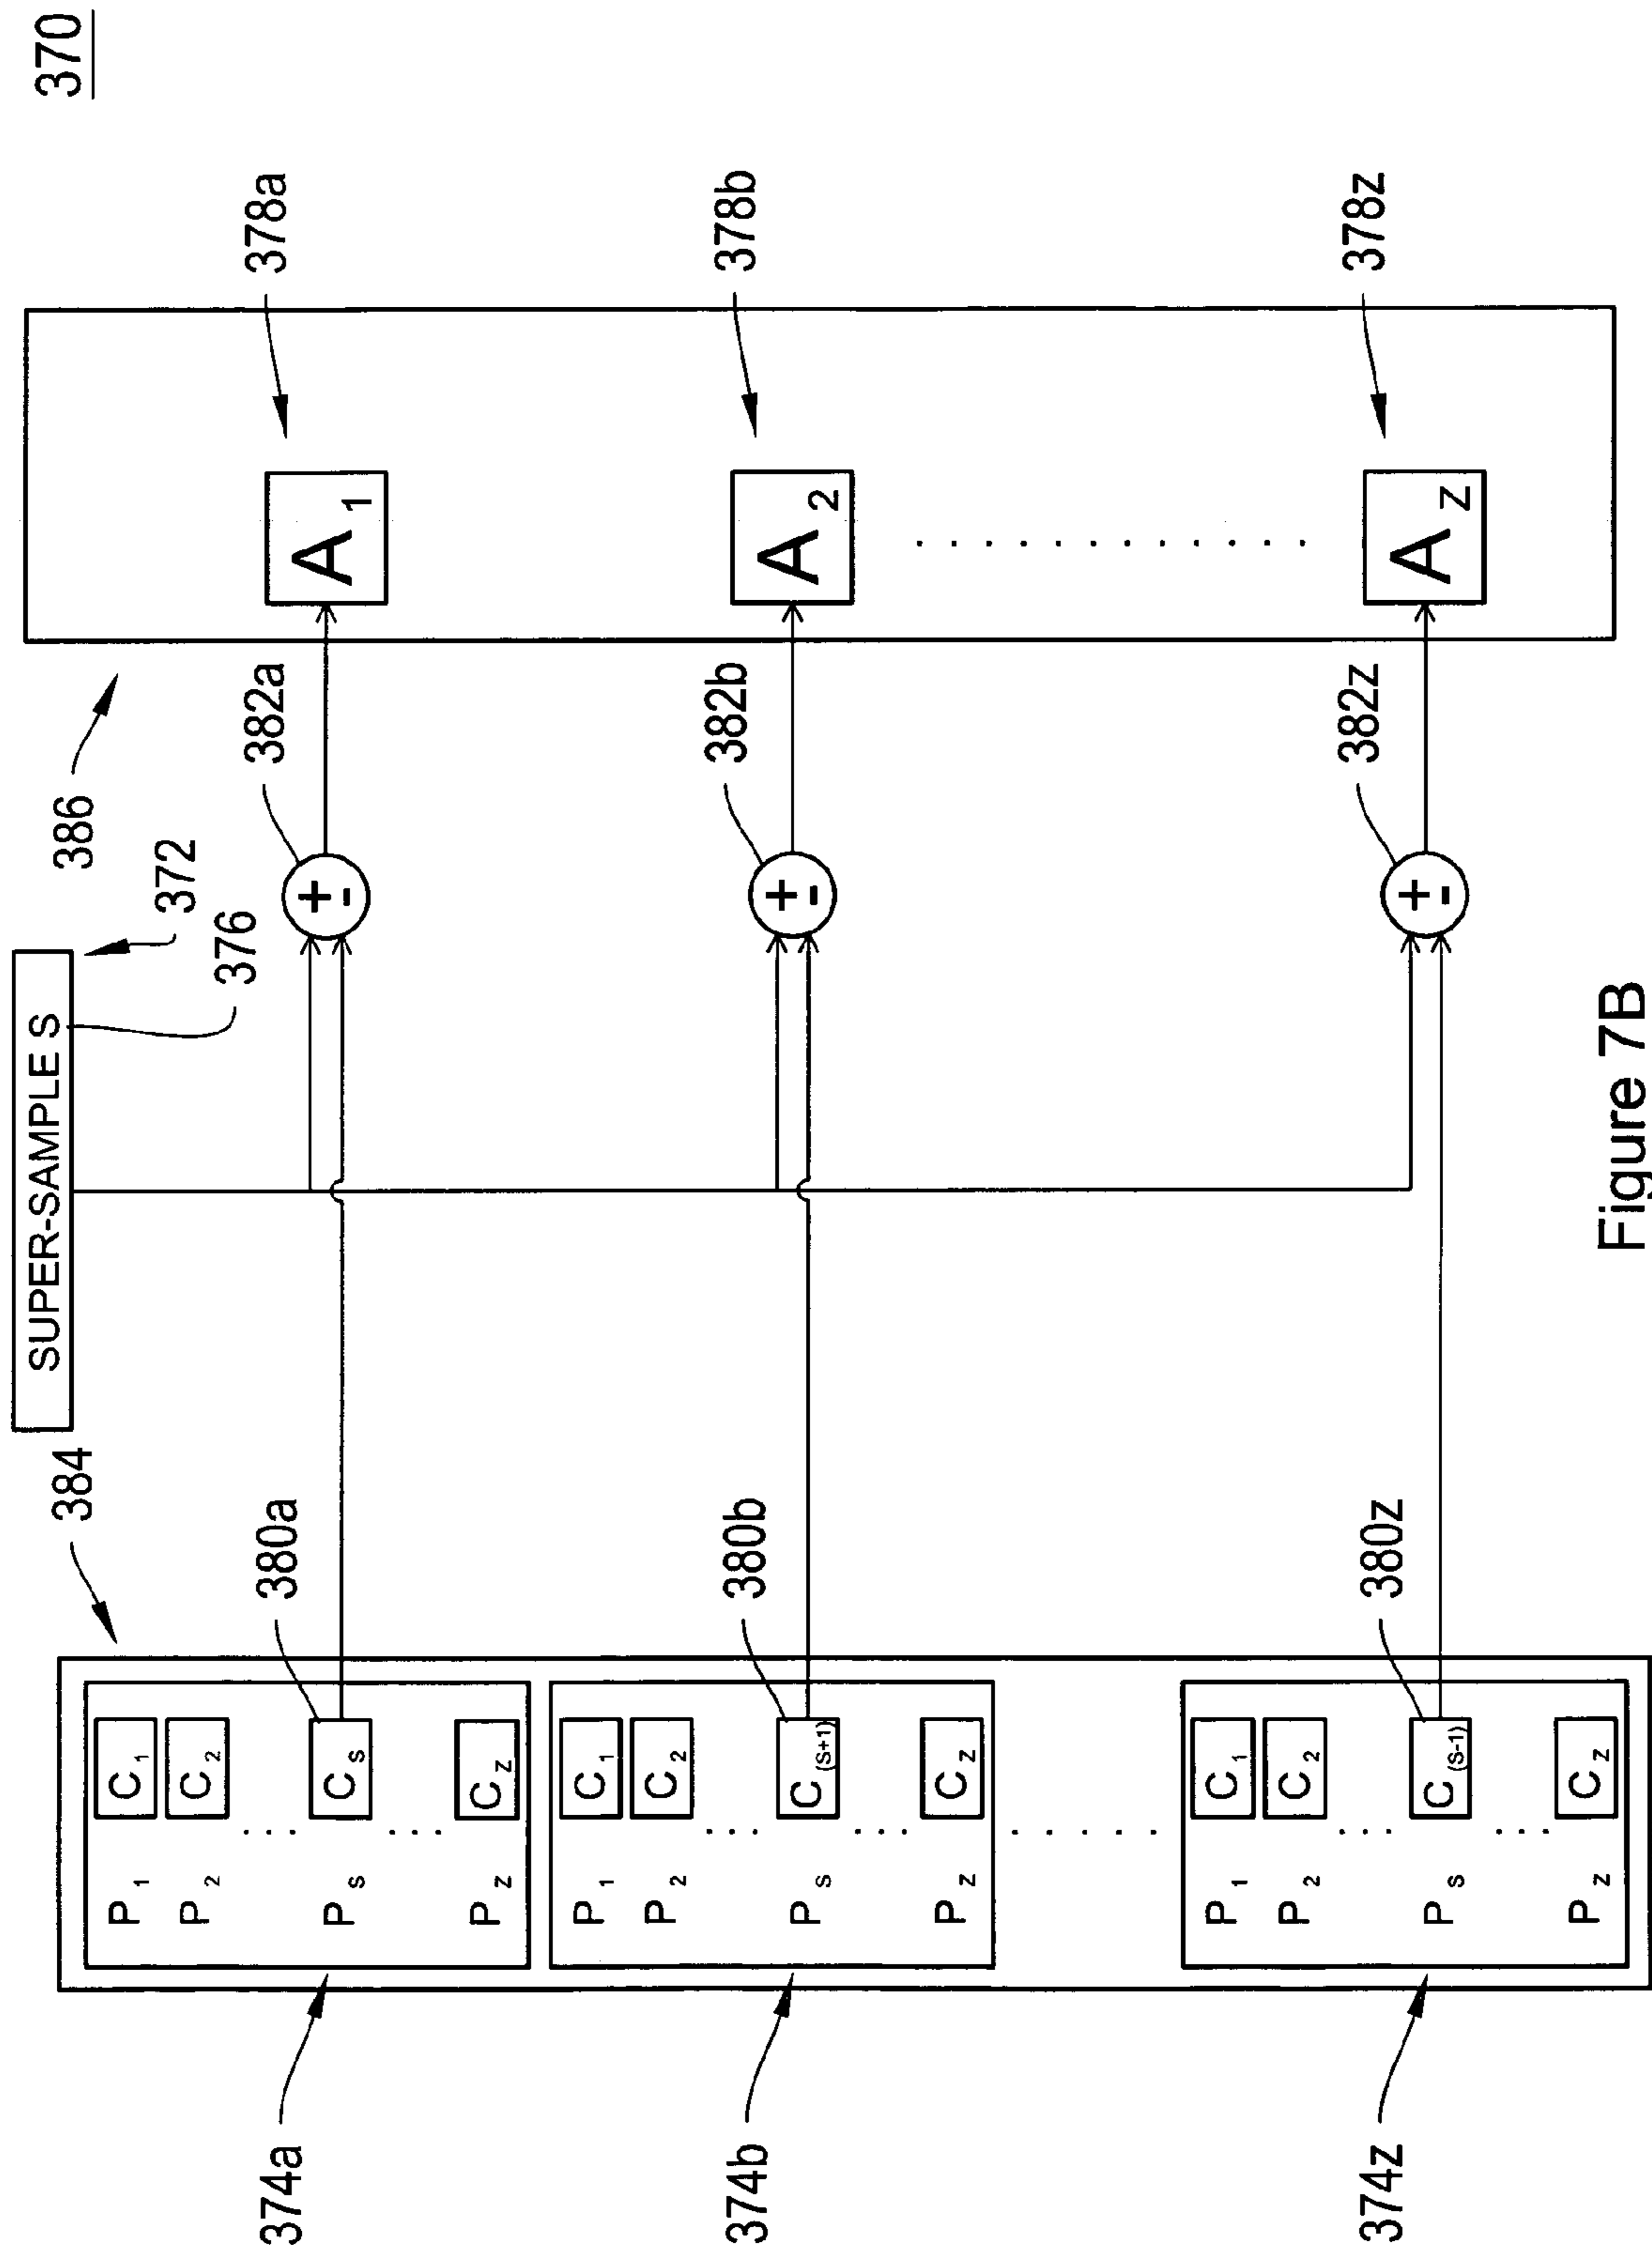 370
SUPER-SAMPLE S
372
376
384
386
374a
P1 C1
P2 C2
. . .
Ps Cs
. . .
Pz Cz
380a
+
-
382a
A1
378a
374b
P1 C1
P2 C2
. . .
Ps C(s+1)
. . .
Pz Cz
380b
+
-
382b
A2
378b
374z
P1 C1
P2 C2
. . .
Ps C(s-1)
. . .
Pz Cz
380z
+
-
382z
AZ
378z
Figure 7B